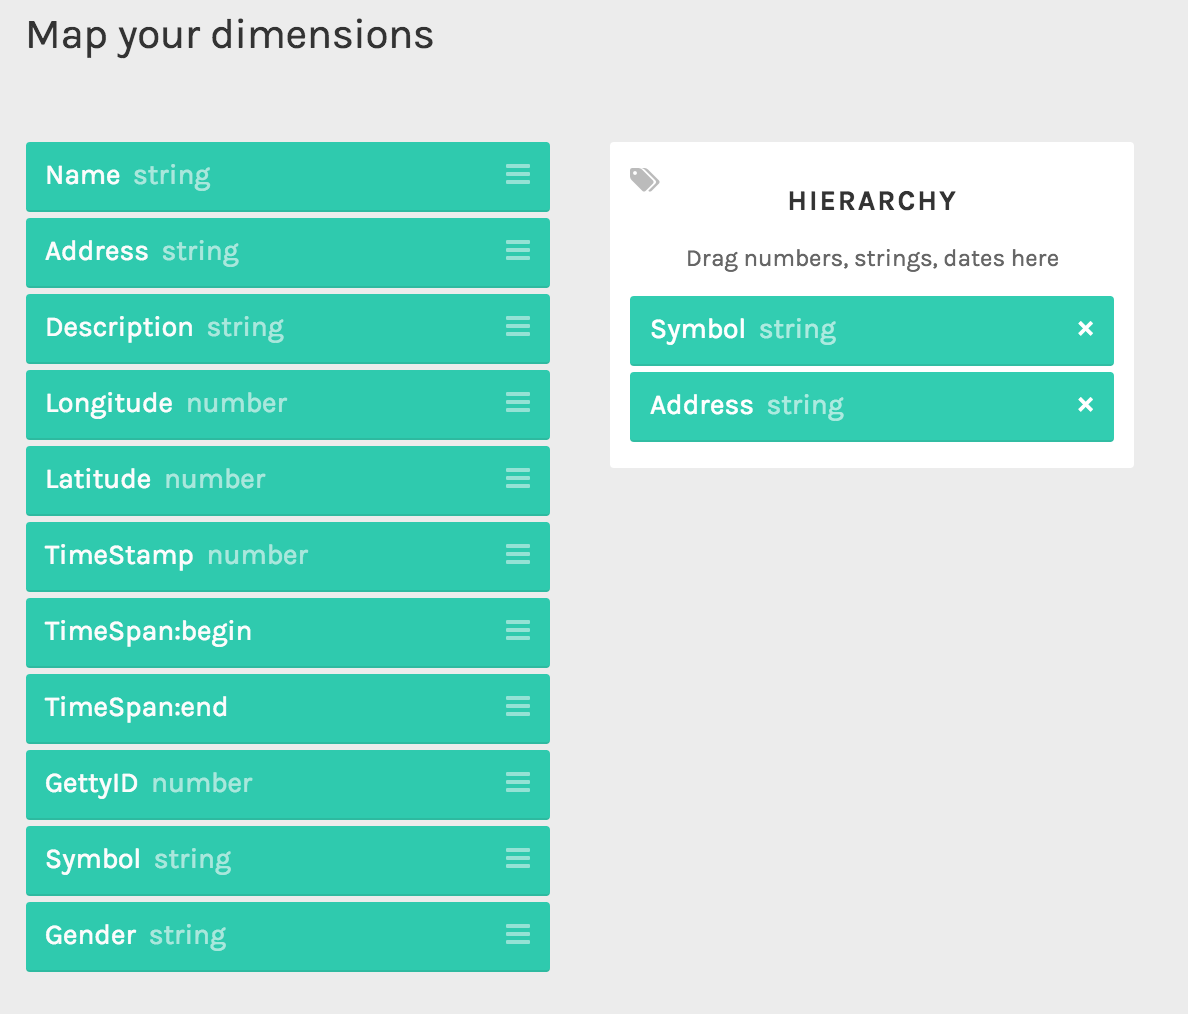 Map your dimensions
Name string
Address string
Description string
Longitude number
Latitude number
TimeStamp number
TimeSpan:begin
TimeSpan:end
GettyID number
Symbol string
Gender string
HIERARCHY
Drag numbers, strings, dates here
Symbol string ×
Address string ×